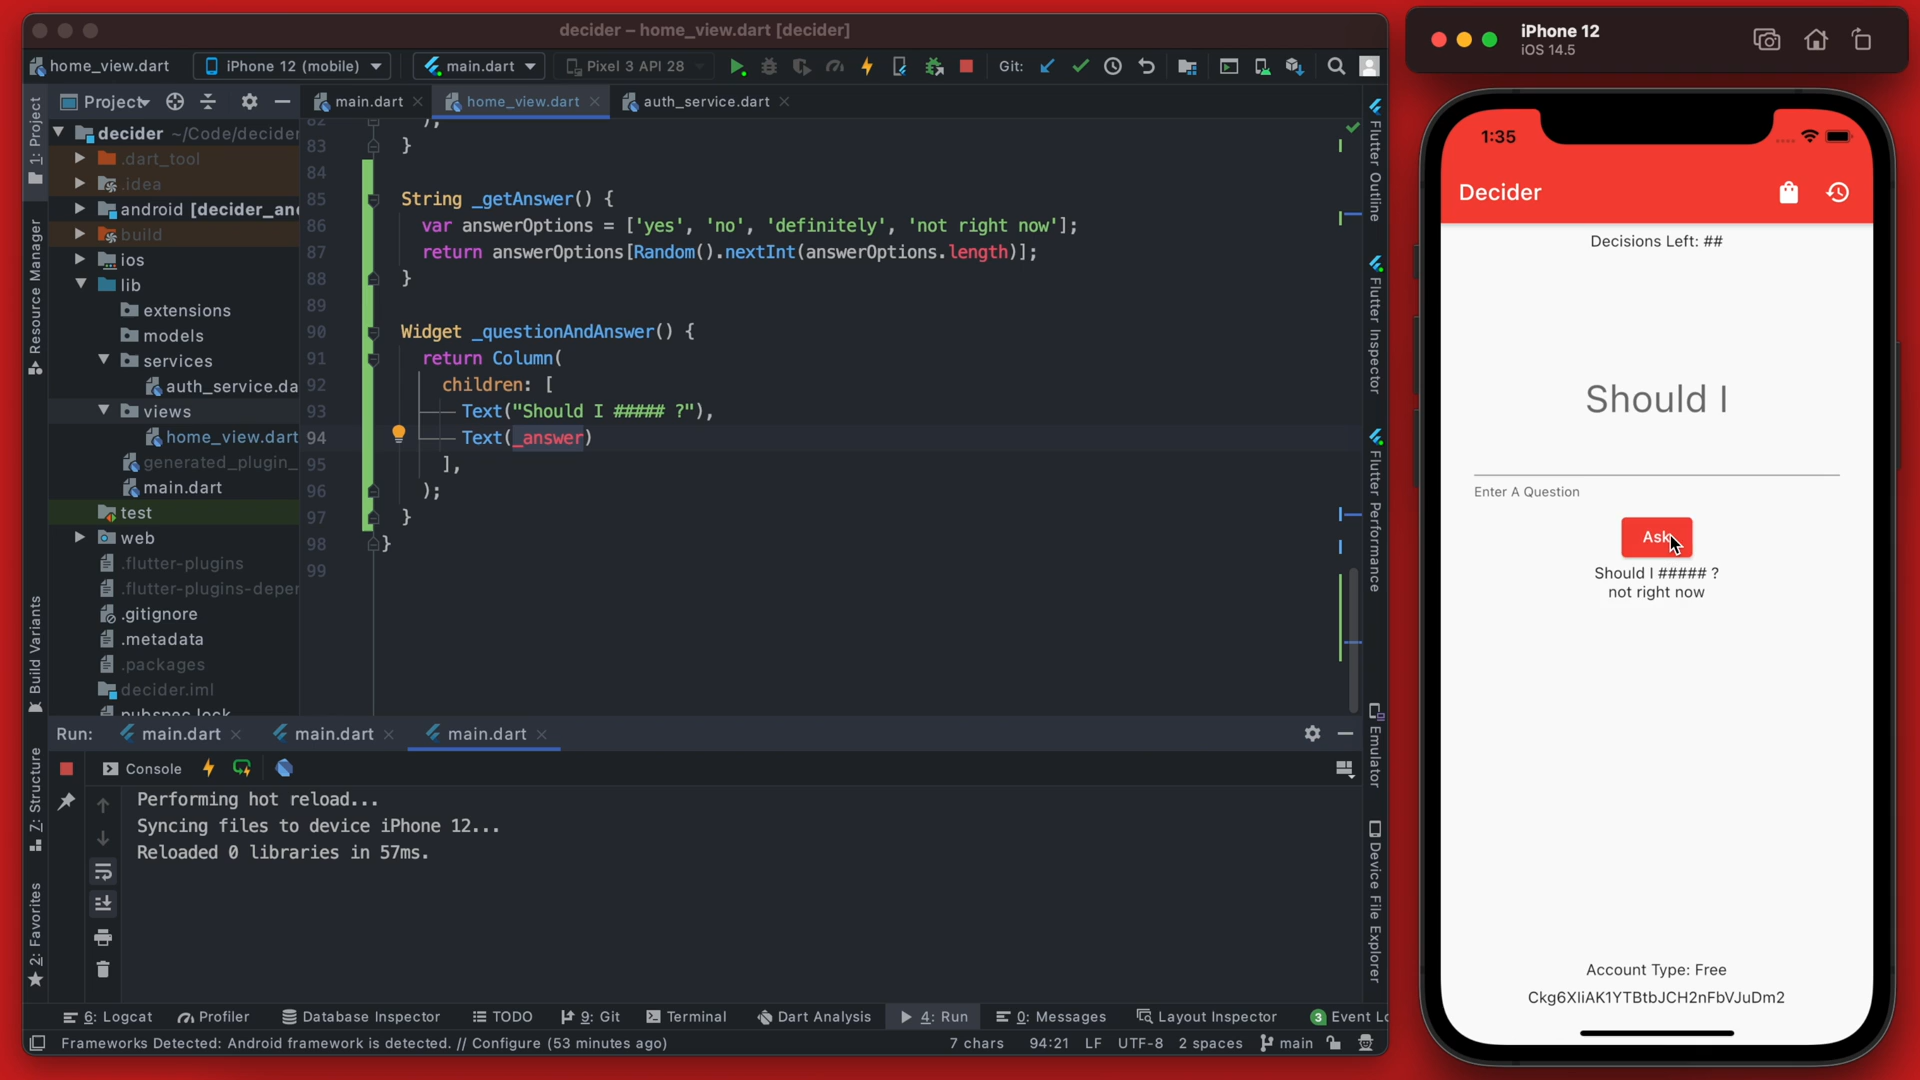 decider – home_view.dart [decider]
home_view.dart
iPhone 12 (mobile)
main.dart
Pixel 3 API 28
Git:
Project
main.dart
home_view.dart
auth_service.dart
decider ~/Code/decider
.dart_tool
.idea
android [decider_an
build
ios
lib
extensions
models
services
auth_service.da
views
home_view.dart
generated_plugin_
main.dart
test
web
.flutter-plugins
.flutter-plugins-deper
.gitignore
.metadata
.packages
decider.iml
pubspec.lock
1: Project
Resource Manager
Build Variants
Z: Structure
2: Favorites
82 ),
83 }
84
85 String _getAnswer() {
86 var answerOptions = ['yes', 'no', 'definitely', 'not right now'];
87 return answerOptions[Random().nextInt(answerOptions.length)];
88 }
89
90 Widget _questionAndAnswer() {
91 return Column(
92 children: [
93 Text("Should I ##### ?"),
94 Text(_answer)
95 ],
96 );
97 }
98 }
99
Flutter Outline
Flutter Inspector
Flutter Performance
Emulator
Device File Explorer
Run:
main.dart
main.dart
main.dart
Console
Performing hot reload...
Syncing files to device iPhone 12...
Reloaded 0 libraries in 57ms.
6: Logcat
Profiler
Database Inspector
TODO
9: Git
Terminal
Dart Analysis
4: Run
0: Messages
Layout Inspector
3 Event Lo
Frameworks Detected: Android framework is detected. // Configure (53 minutes ago)
7 chars
94:21
LF
UTF-8
2 spaces
main
iPhone 12
iOS 14.5
1:35
Decider
Decisions Left: ##
Should I
Enter A Question
Ask
Should I ##### ?
not right now
Account Type: Free
Ckg6XIiAK1YTBtbJCH2nFbVJuDm2